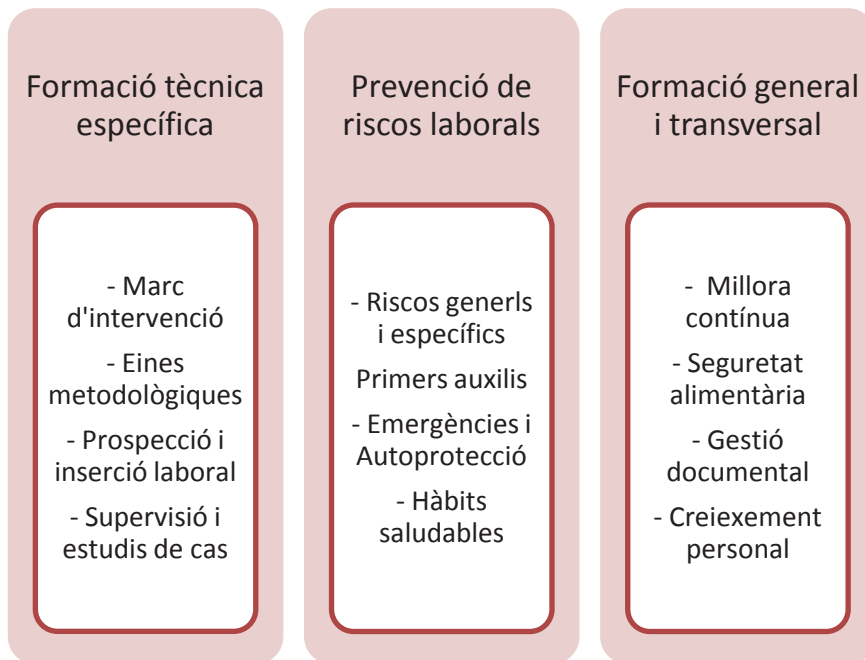 Formació tècnica
específica
- Marc
d'intervenció
- Eines
metodològiques
- Prospecció i
inserció laboral
- Supervisió i
estudis de cas
Prevenció de
riscos laborals
- Riscos generls
i específics
Primers auxilis
- Emergències i
Autoprotecció
- Hàbits
saludables
Formació general
i transversal
- Millora
contínua
- Seguretat
alimentària
- Gestió
documental
- Creiexement
personal